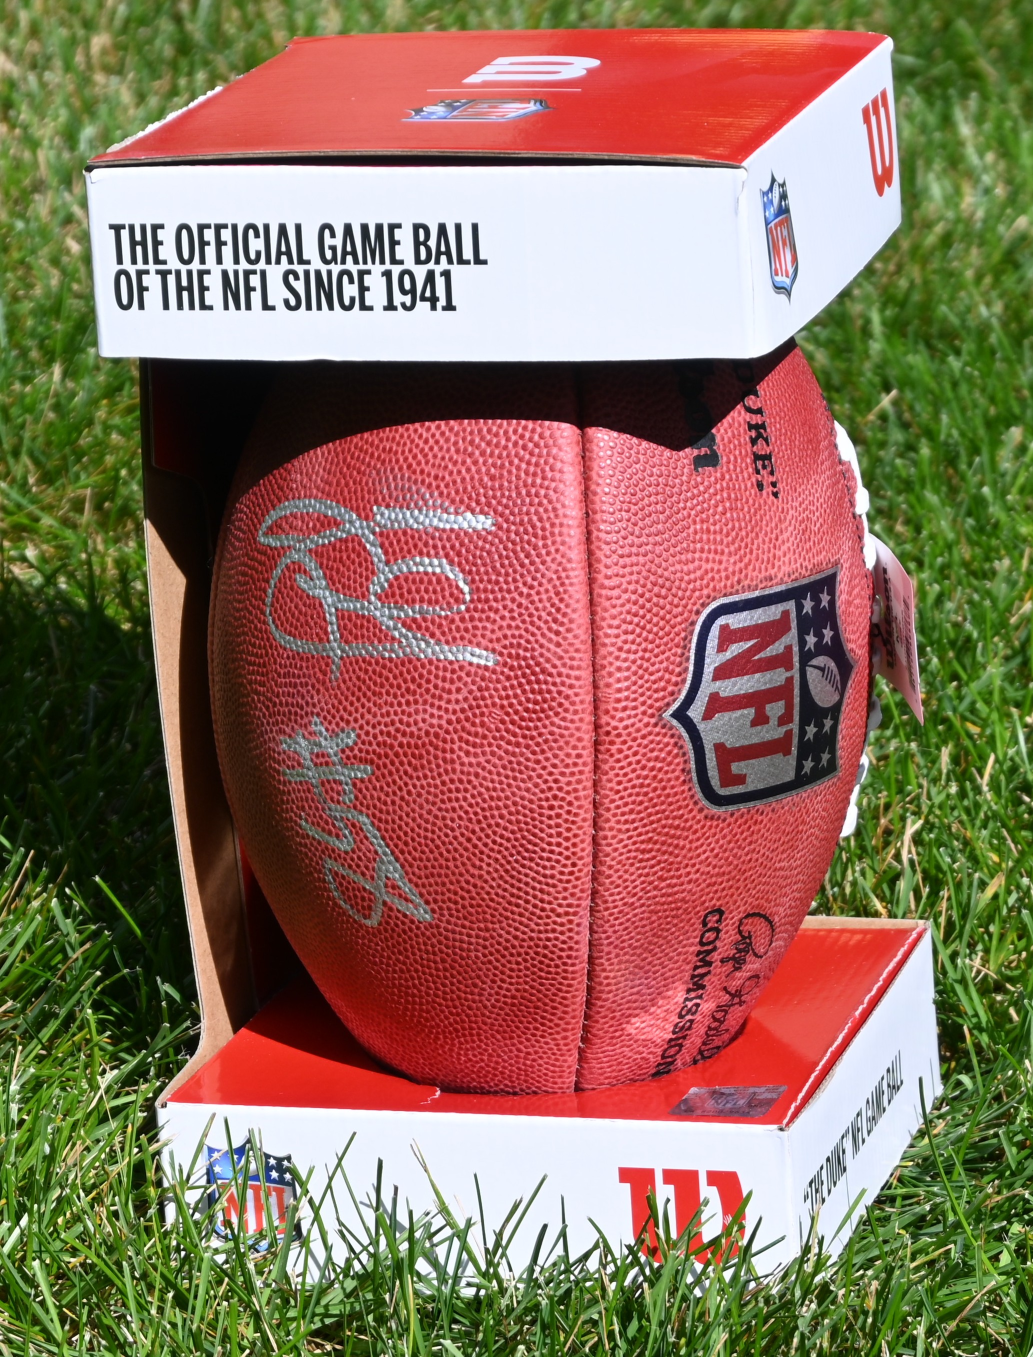 W
NFL
THE OFFICIAL GAME BALL
OF THE NFL SINCE 1941
NFL
W
DUKE"
NFL
COMMISSION
NFL
W
"THE DUKE" NFL GAME BALL